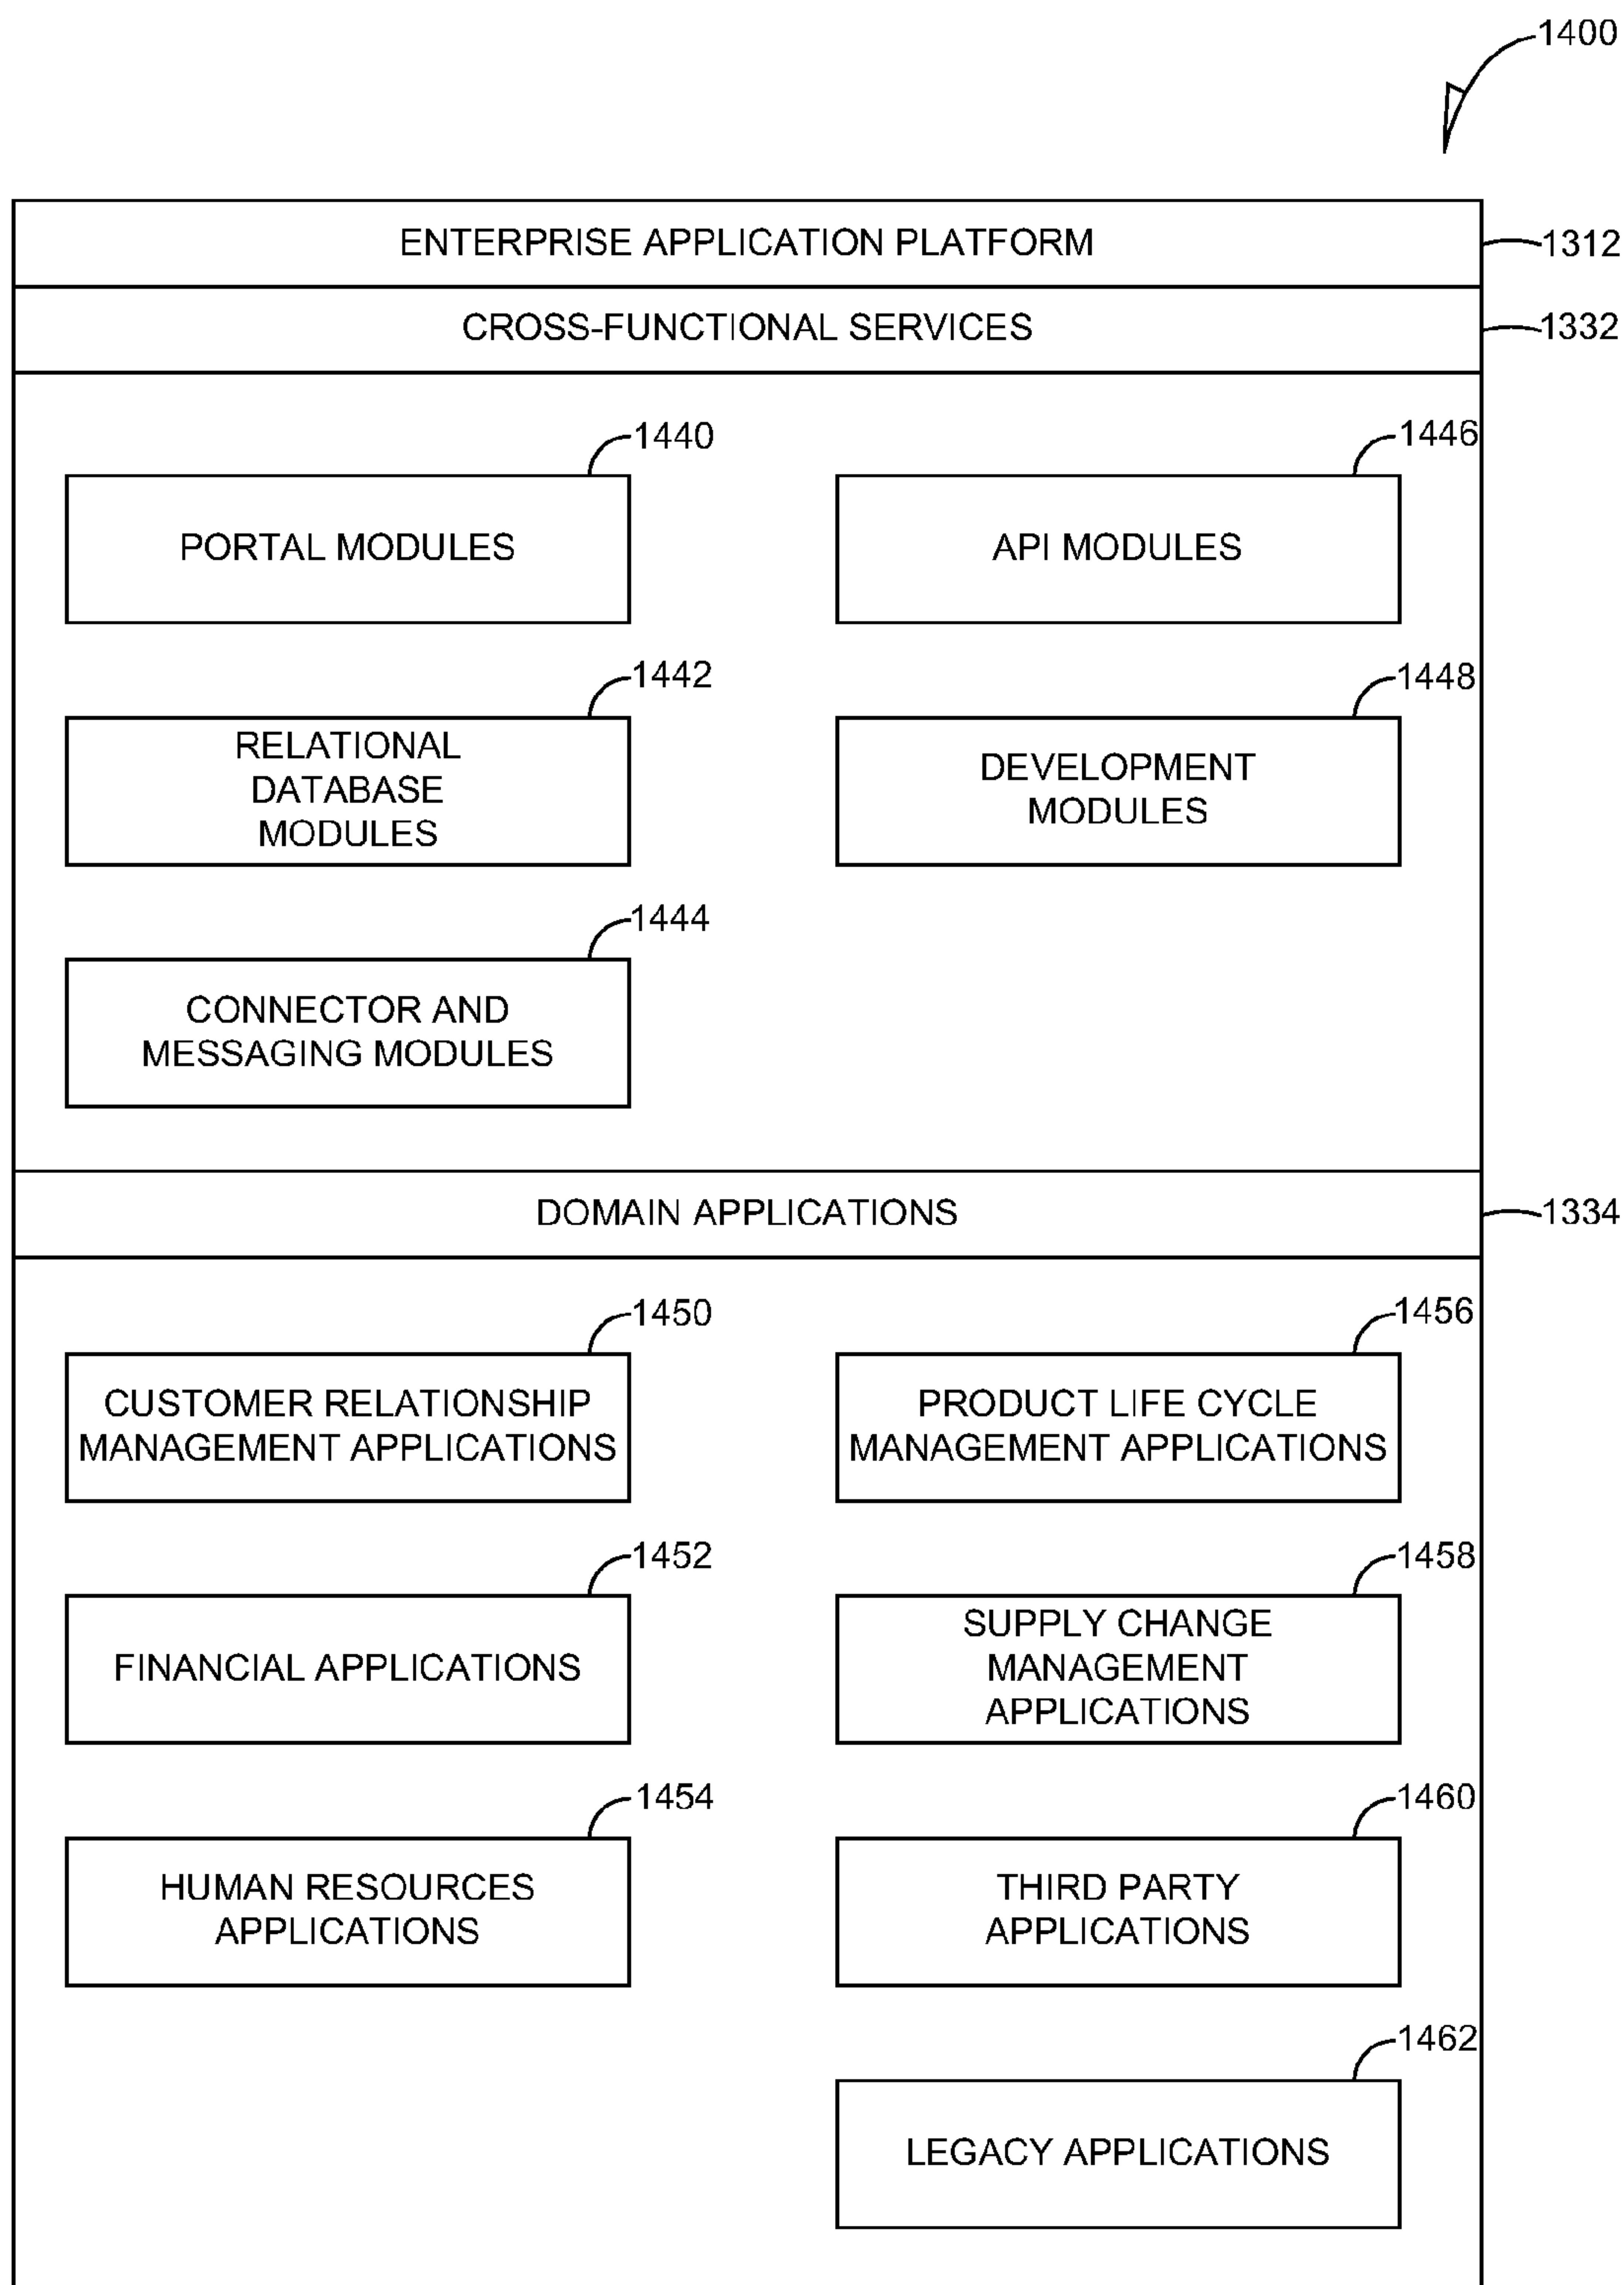 1400
ENTERPRISE APPLICATION PLATFORM
1312
CROSS-FUNCTIONAL SERVICES
1332
1440
PORTAL MODULES
1446
API MODULES
1442
RELATIONAL
DATABASE
MODULES
1448
DEVELOPMENT
MODULES
1444
CONNECTOR AND
MESSAGING MODULES
DOMAIN APPLICATIONS
1334
1450
CUSTOMER RELATIONSHIP
MANAGEMENT APPLICATIONS
1456
PRODUCT LIFE CYCLE
MANAGEMENT APPLICATIONS
1452
FINANCIAL APPLICATIONS
1458
SUPPLY CHANGE
MANAGEMENT
APPLICATIONS
1454
HUMAN RESOURCES
APPLICATIONS
1460
THIRD PARTY
APPLICATIONS
1462
LEGACY APPLICATIONS